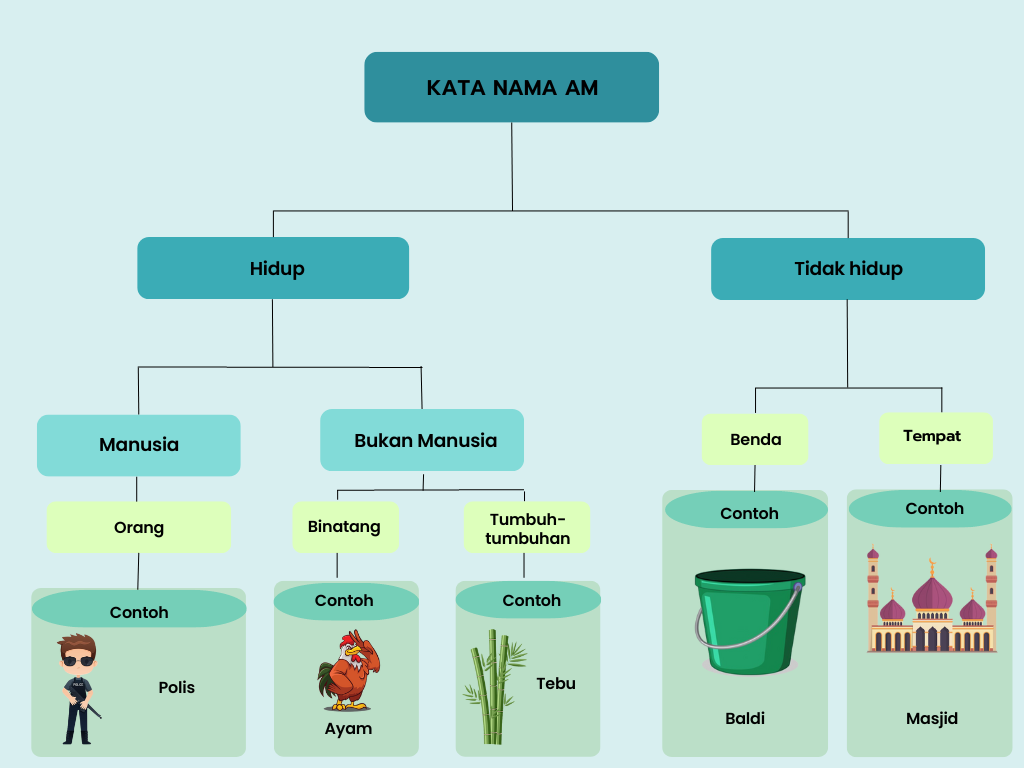 KATA NAMA AM
Hidup
Tidak hidup
Manusia
Bukan Manusia
Benda
Tempat
Orang
Binatang
Tumbuh-
tumbuhan
Contoh
Contoh
Contoh
Contoh
Contoh
POLICE
Polis
Ayam
Tebu
Baldi
Masjid